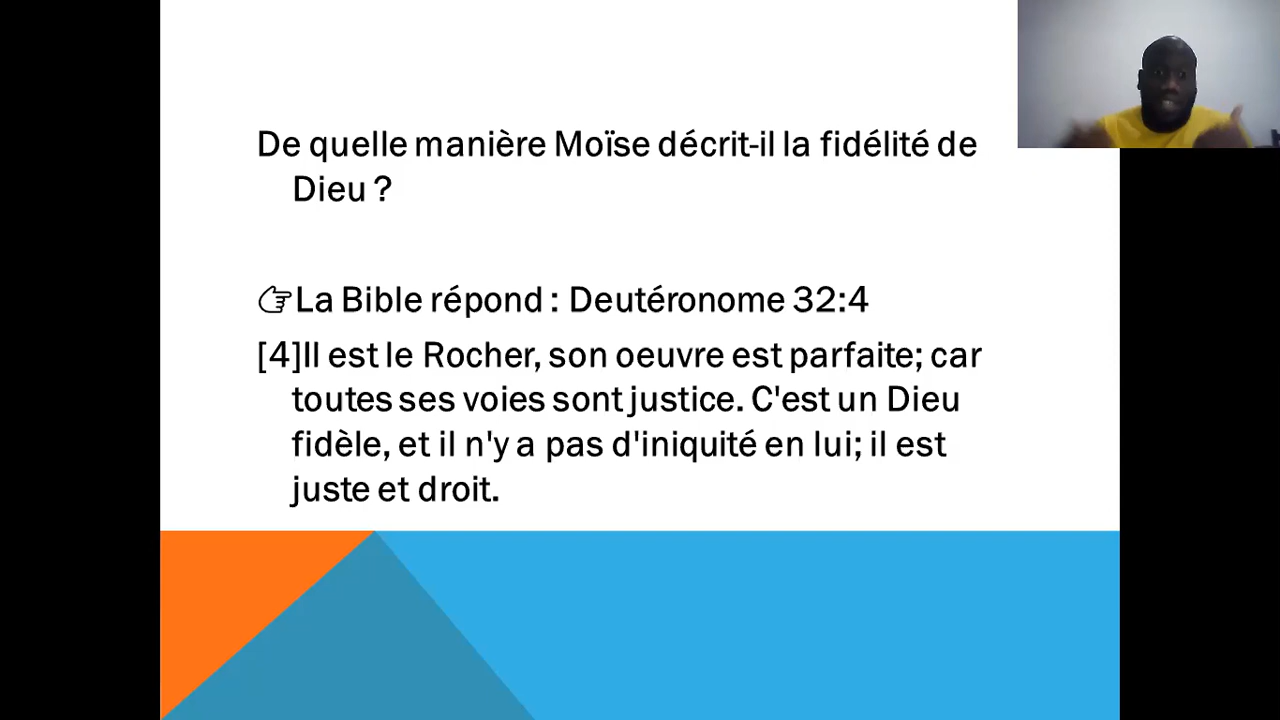 De quelle manière Moïse décrit-il la fidélité de
Dieu ?
☞La Bible répond : Deutéronome 32:4
[4]Il est le Rocher, son oeuvre est parfaite; car
toutes ses voies sont justice. C'est un Dieu
fidèle, et il n'y a pas d'iniquité en lui; il est
juste et droit.